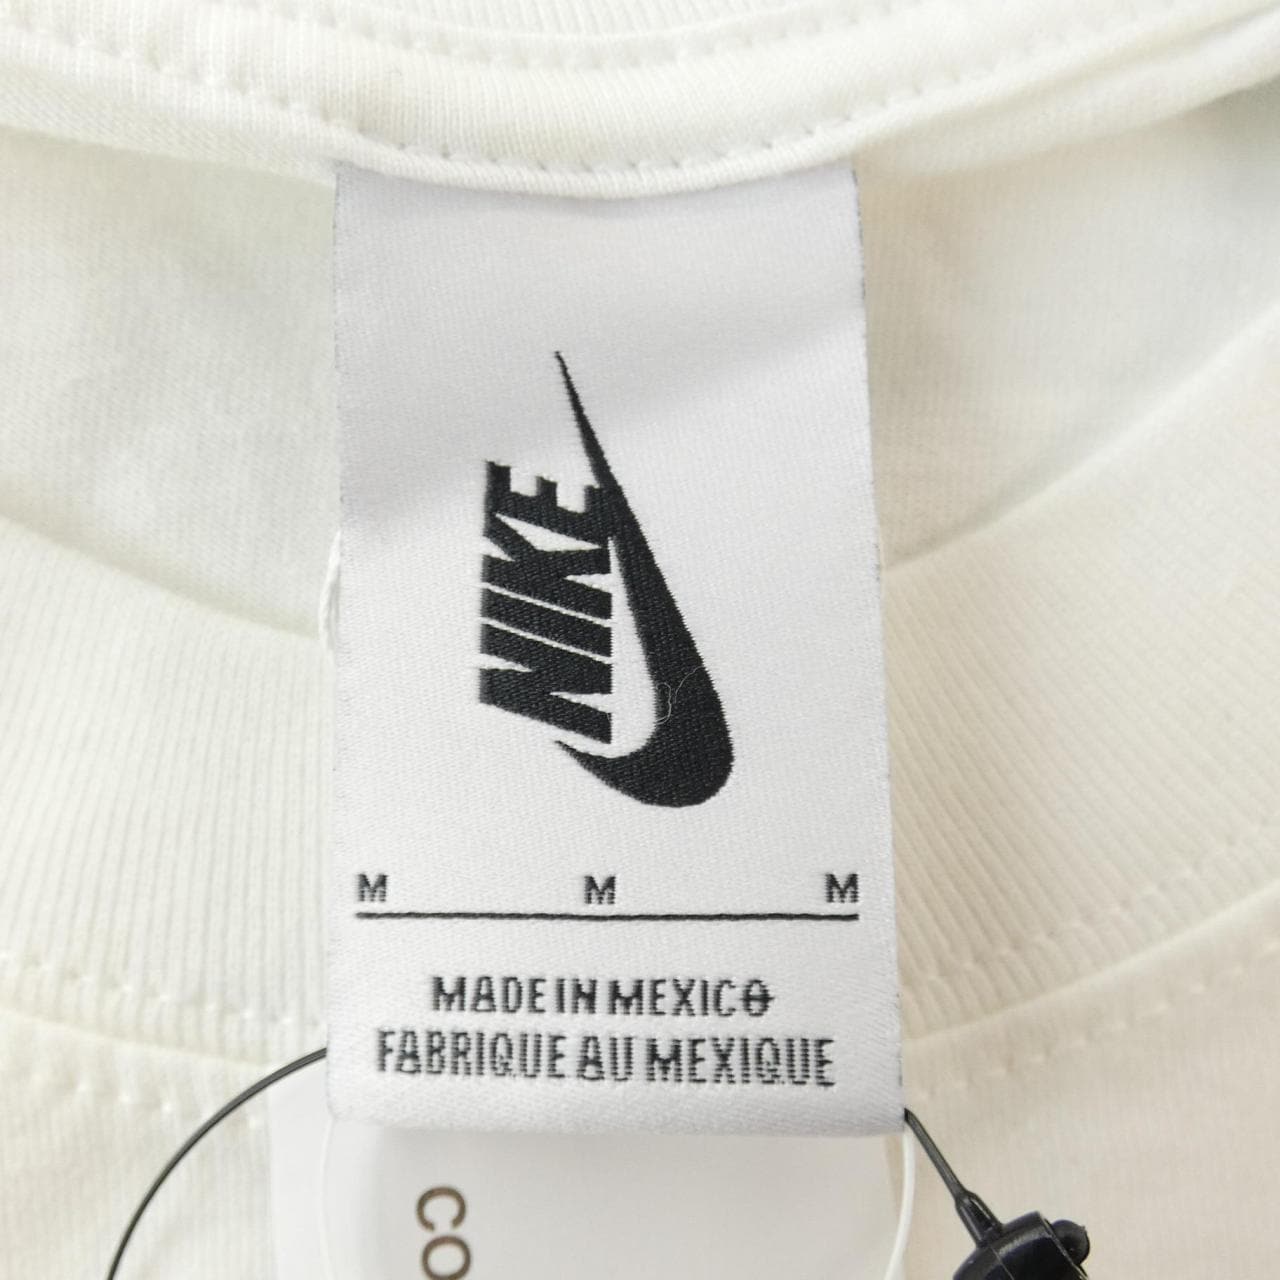 NIKE
M M M
MADE IN MEXICO
FABRIQUE AU MEXIQUE
CO